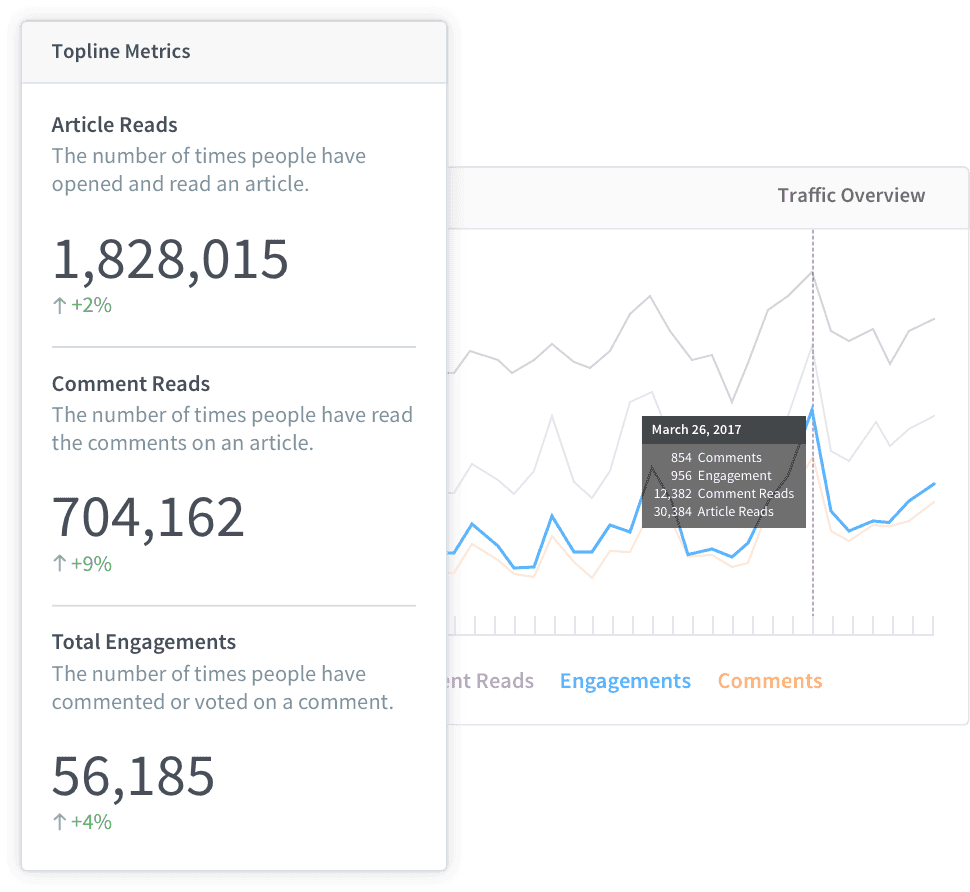 Topline Metrics
Article Reads
The number of times people have
opened and read an article.
1,828,015
↑ +2%
Comment Reads
The number of times people have read
the comments on an article.
704,162
↑ +9%
Total Engagements
The number of times people have
commented or voted on a comment.
56,185
↑ +4%
Traffic Overview
March 26, 2017
854 Comments
956 Engagement
12,382 Comment Reads
30,384 Article Reads
nt Reads Engagements Comments